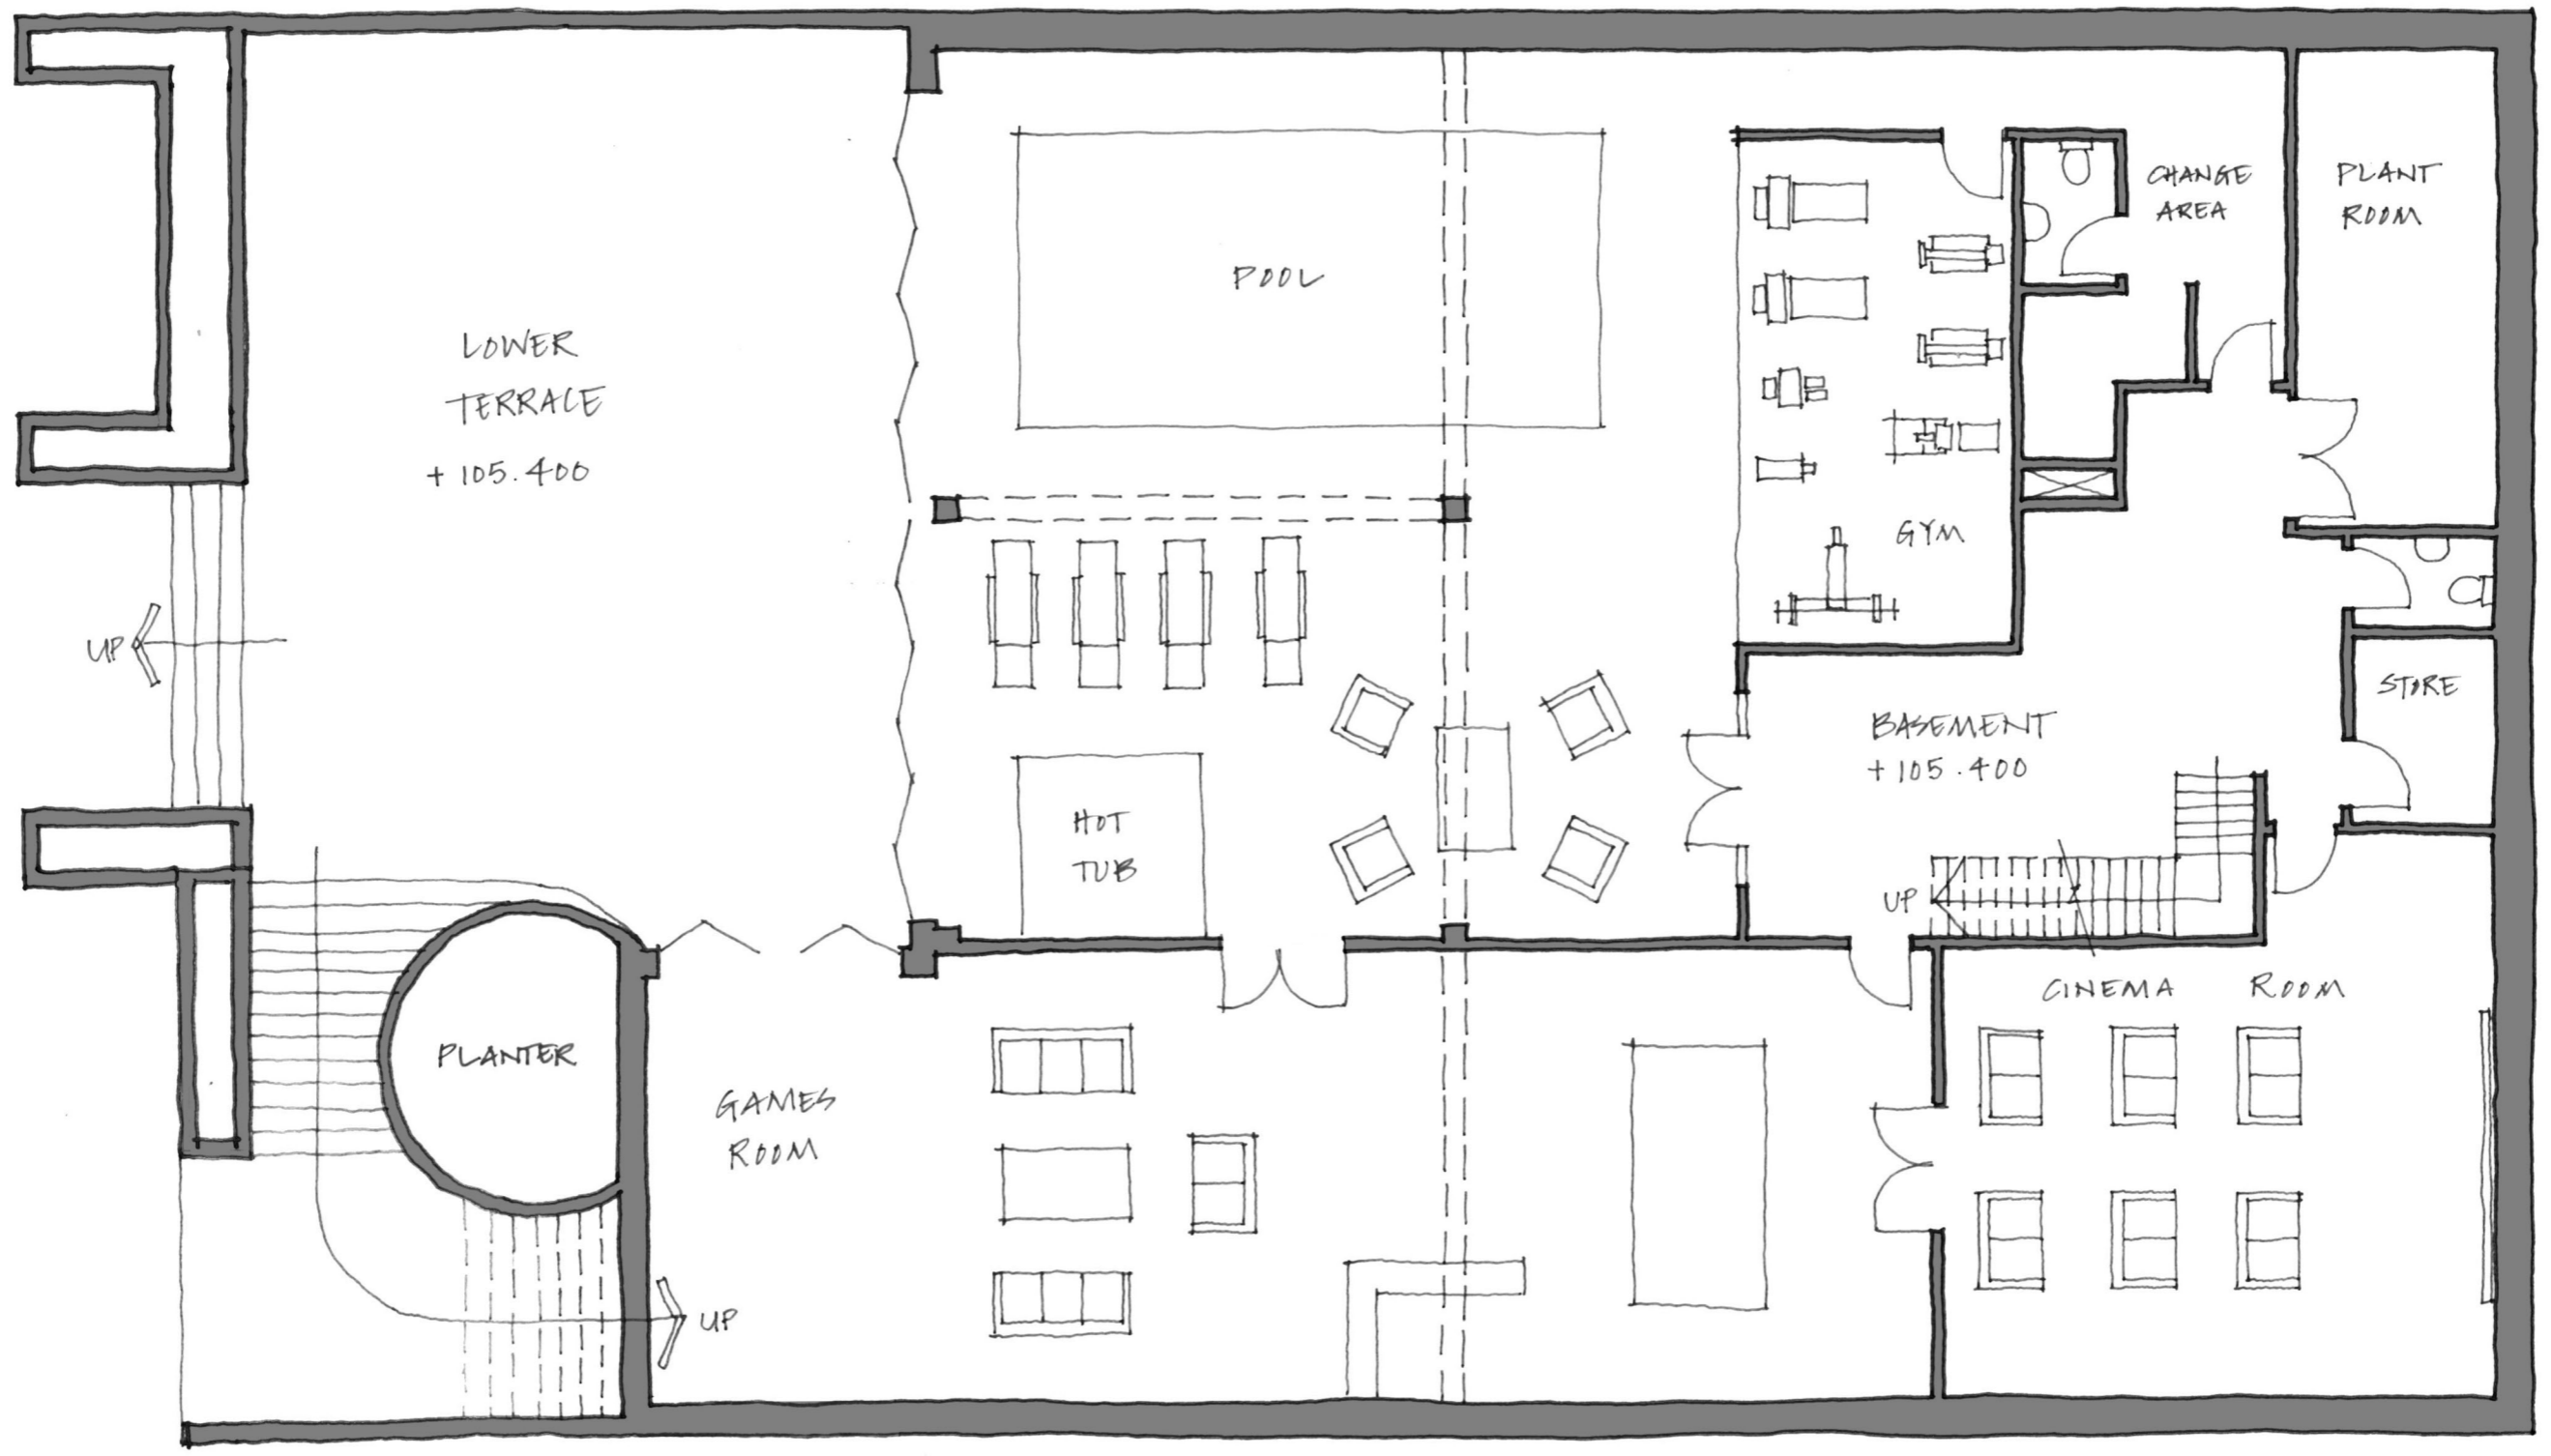 CHANGE
AREA
PLANT
ROOM
POOL
LOWER
TERRACE
+ 105.400
GYM
UP
STORE
BASEMENT
+ 105.400
HOT
TUB
UP
CINEMA ROOM
PLANTER
GAMES
ROOM
UP